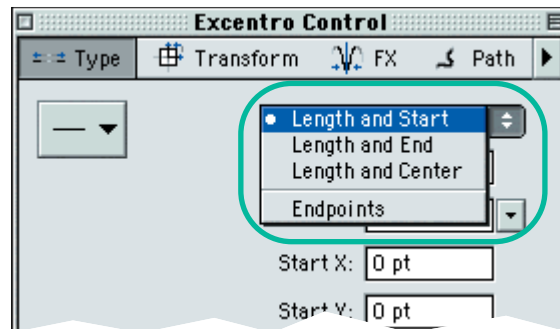 Excentro Control
Type Transform FX Path
Length and Start
Length and End
Length and Center
Endpoints
Start X: 0 pt
Start Y: 0 pt